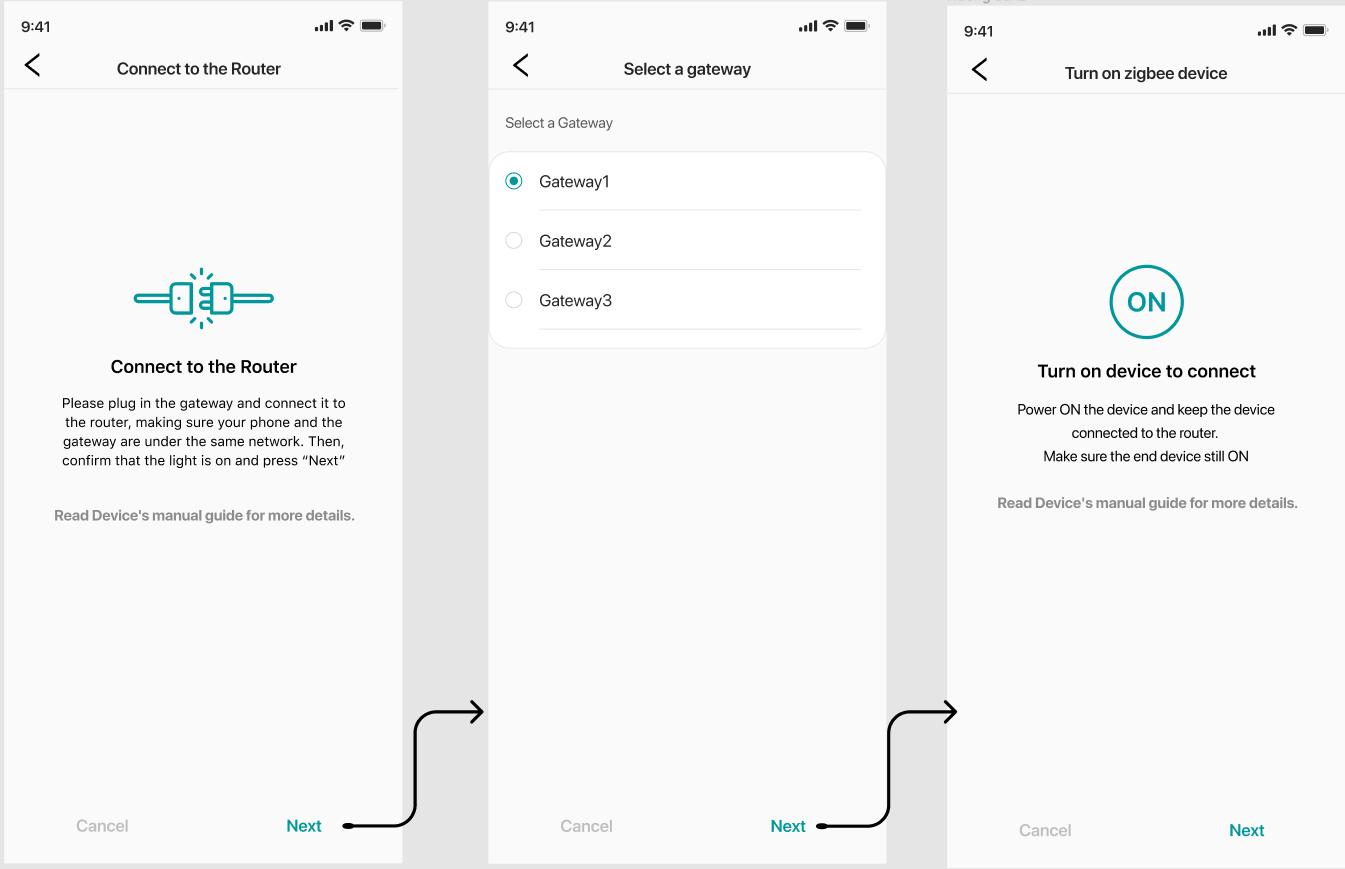 9:41
Connect to the Router
Connect to the Router
Please plug in the gateway and connect it to
the router, making sure your phone and the
gateway are under the same network. Then,
confirm that the light is on and press “Next”
Read Device's manual guide for more details.
Cancel
Next
9:41
Select a gateway
Select a Gateway
Gateway1
Gateway2
Gateway3
Cancel
Next
9:41
Turn on zigbee device
ON
Turn on device to connect
Power ON the device and keep the device
connected to the router.
Make sure the end device still ON
Read Device's manual guide for more details.
Cancel
Next